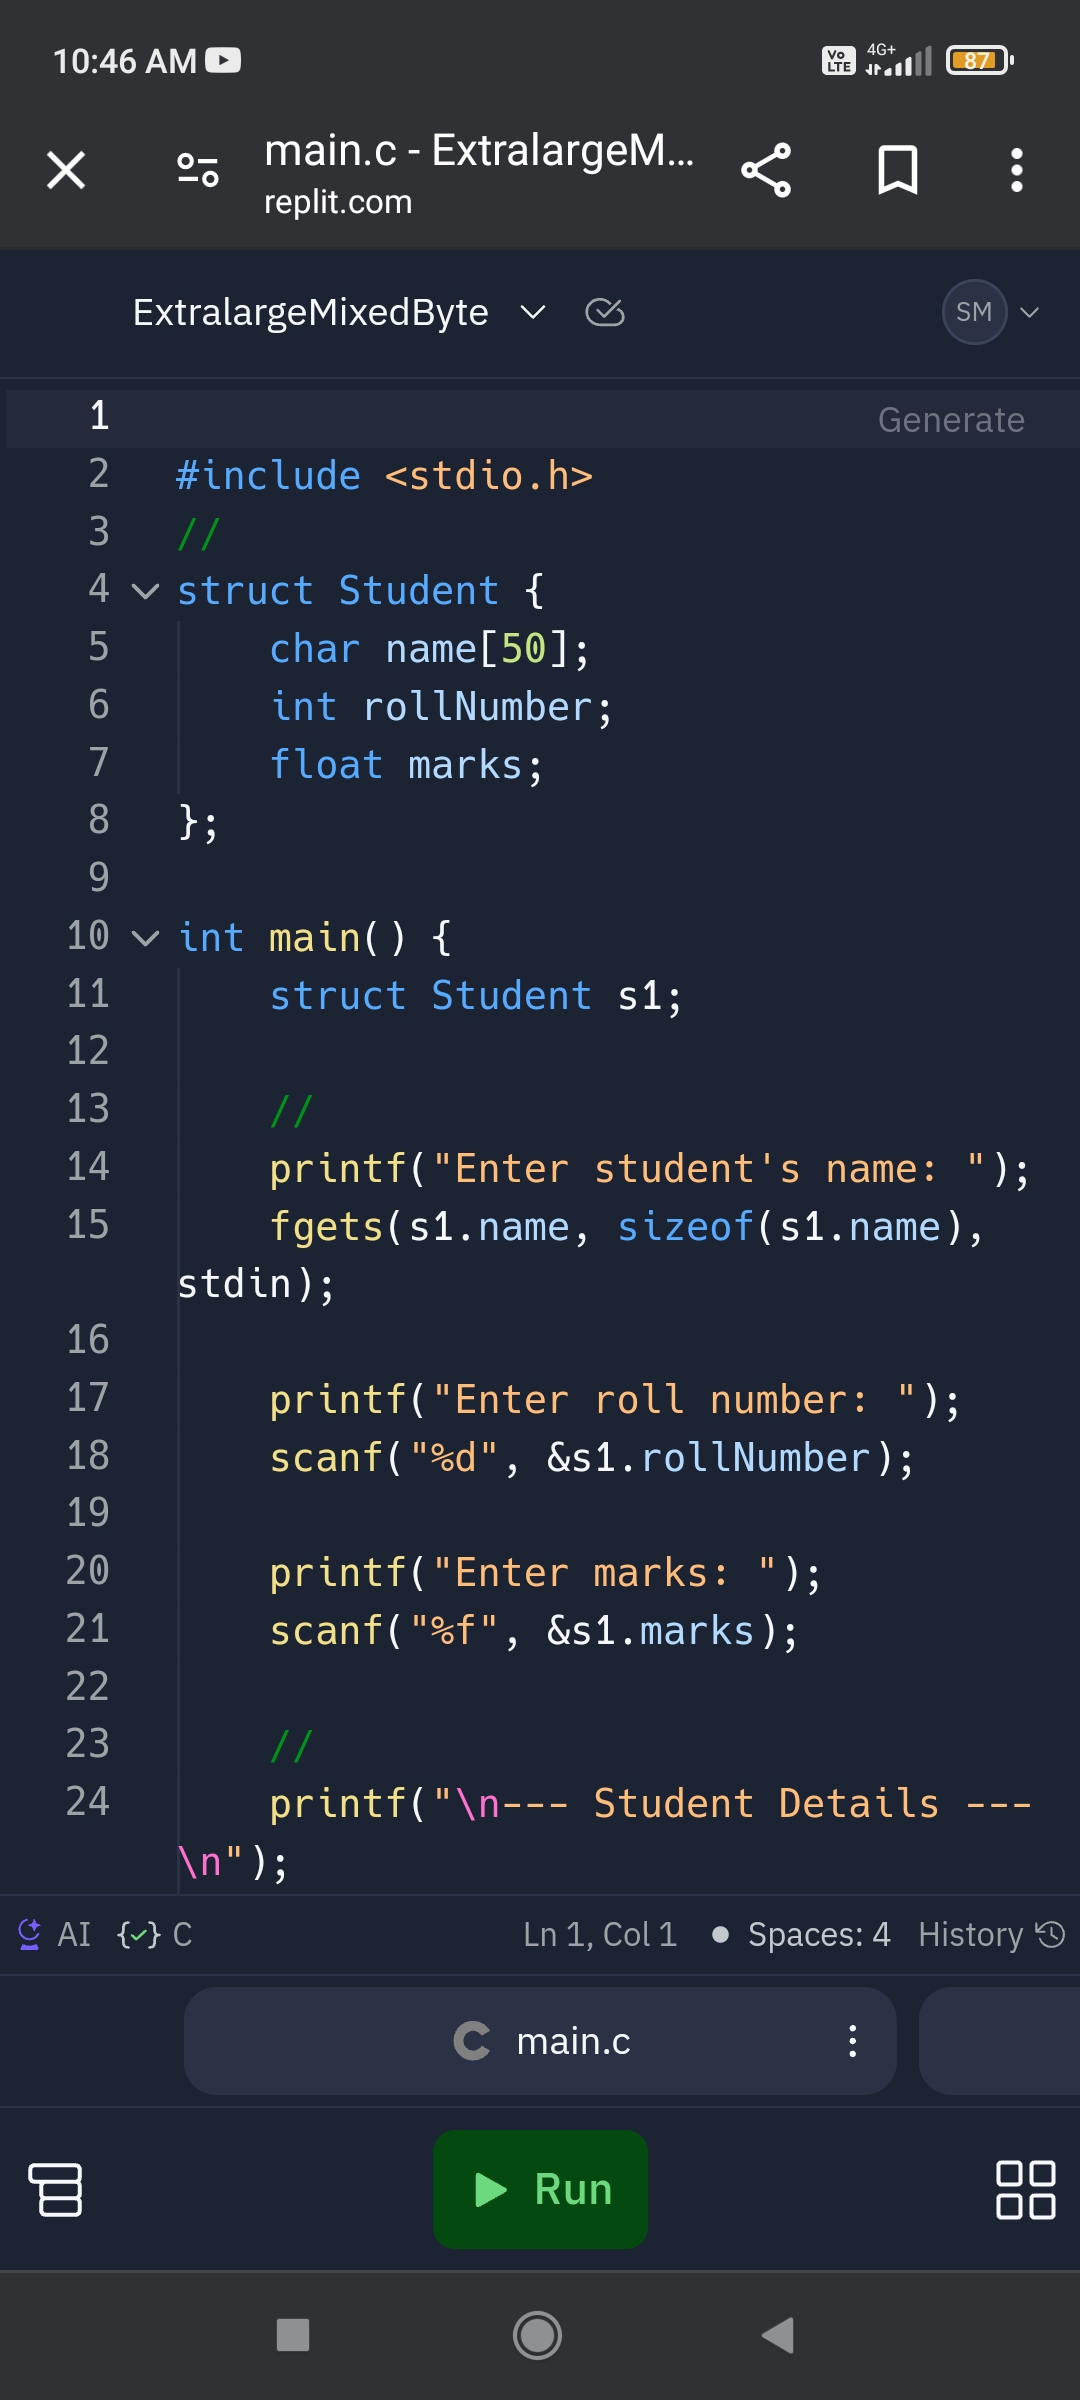 10:46 AM
Vo LTE 4G+ 87
main.c - ExtralargeM...
replit.com
ExtralargeMixedByte SM
1 Generate
2 #include <stdio.h>
3 //
4 struct Student {
5     char name[50];
6     int rollNumber;
7     float marks;
8 };
9
10 int main() {
11     struct Student s1;
12
13     //
14     printf("Enter student's name: ");
15     fgets(s1.name, sizeof(s1.name),
stdin);
16
17     printf("Enter roll number: ");
18     scanf("%d", &s1.rollNumber);
19
20     printf("Enter marks: ");
21     scanf("%f", &s1.marks);
22
23     //
24     printf("\n--- Student Details ---
\n");
AI {✓} C Ln 1, Col 1 • Spaces: 4 History
main.c
Run